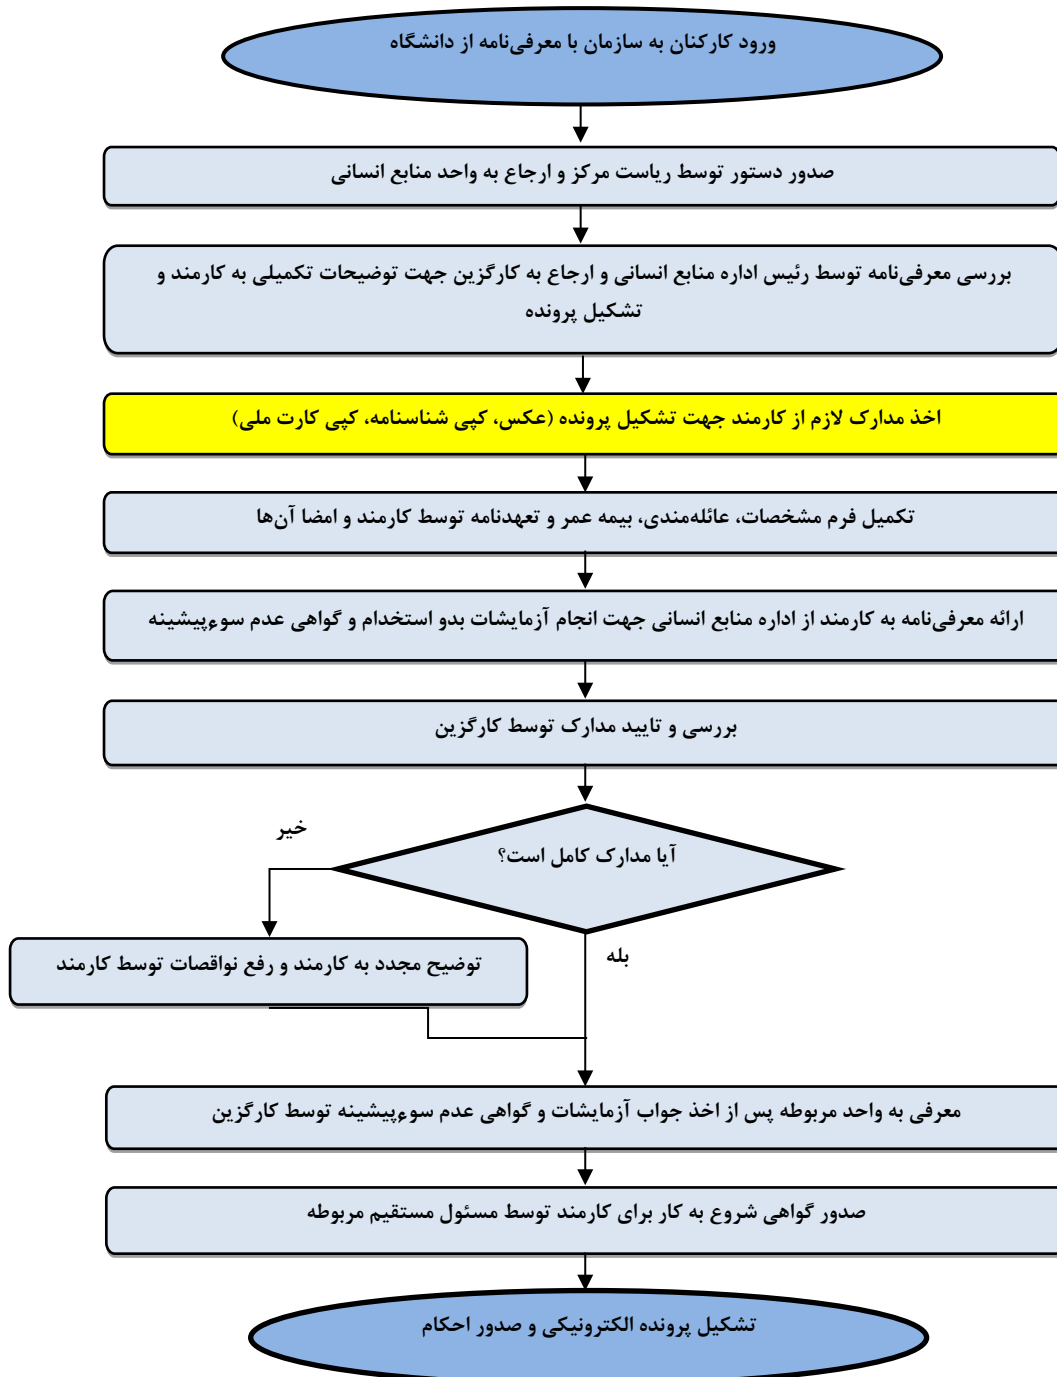 ورود کارکنان به سازمان با معرفی‌نامه از دانشگاه
صدور دستور توسط ریاست مرکز و ارجاع به واحد منابع انسانی
بررسی معرفی‌نامه توسط رئیس اداره منابع انسانی و ارجاع به کارگزین جهت توضیحات تکمیلی به کارمند و
تشکیل پرونده
اخذ مدارک لازم از کارمند جهت تشکیل پرونده (عکس، کپی شناسنامه، کپی کارت ملی)
تکمیل فرم مشخصات، عائله‌مندی، بیمه عمر و تعهدنامه توسط کارمند و امضا آن‌ها
ارائه معرفی‌نامه به کارمند از اداره منابع انسانی جهت انجام آزمایشات بدو استخدام و گواهی عدم سوءپیشینه
بررسی و تایید مدارک توسط کارگزین
آیا مدارک کامل است؟
خیر
بله
توضیح مجدد به کارمند و رفع نواقصات توسط کارمند
معرفی به واحد مربوطه پس از اخذ جواب آزمایشات و گواهی عدم سوءپیشینه توسط کارگزین
صدور گواهی شروع به کار برای کارمند توسط مسئول مستقیم مربوطه
تشکیل پرونده الکترونیکی و صدور احکام